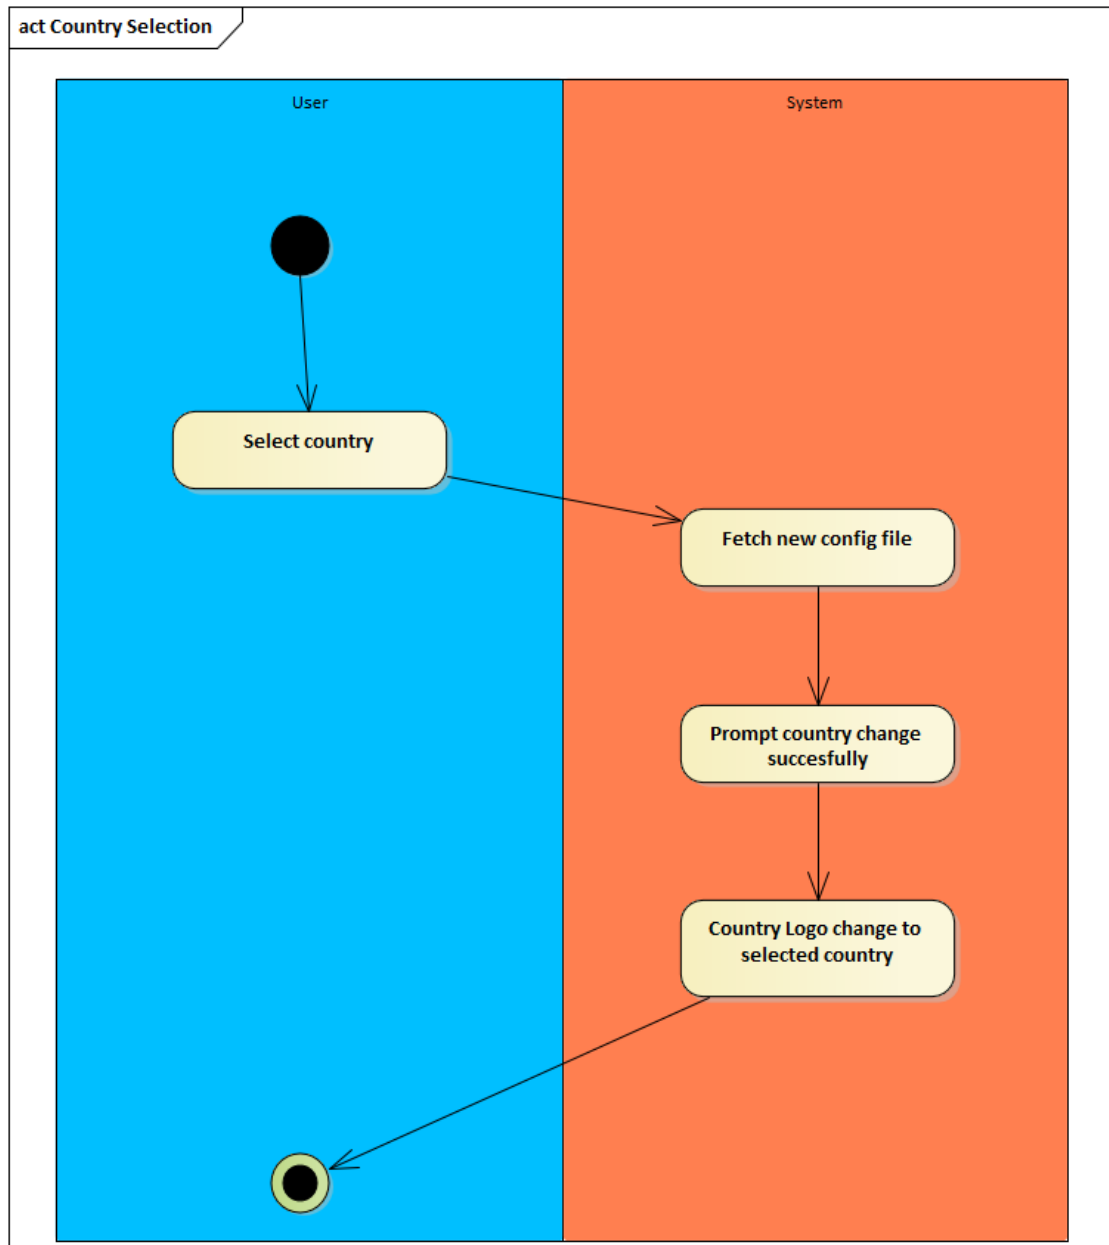 act Country Selection
User
System
Select country
Fetch new config file
Prompt country change
succesfully
Country Logo change to
selected country